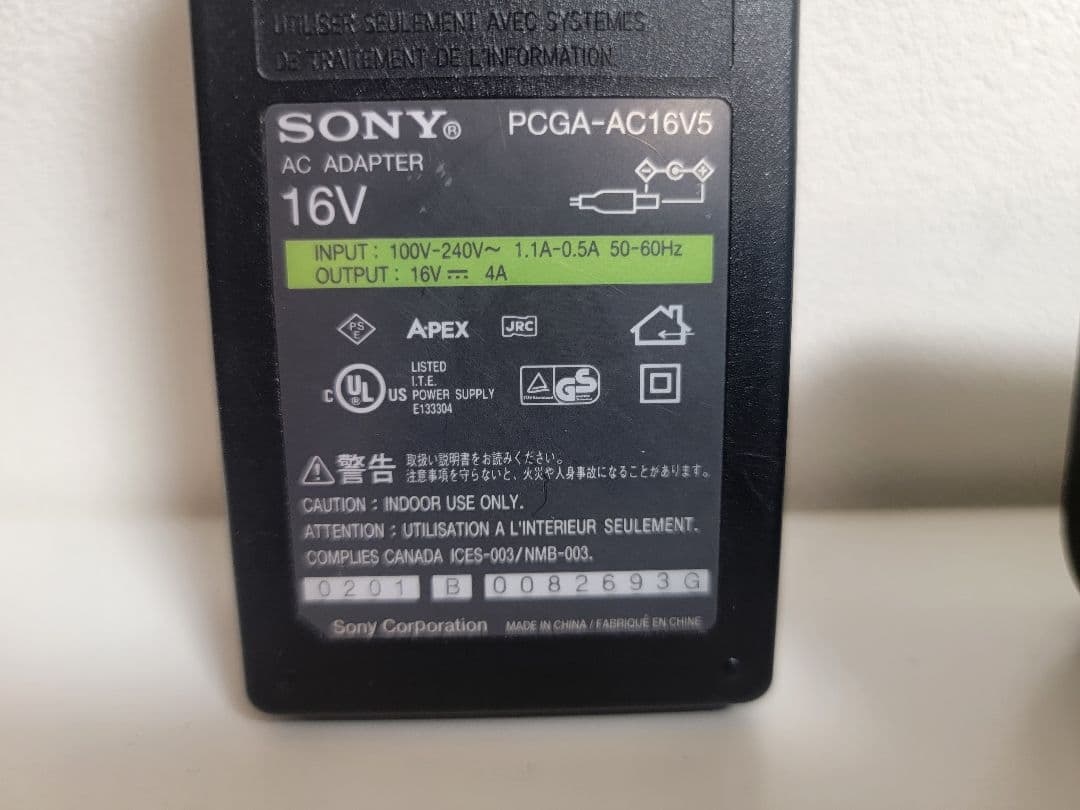 UTILISER SEULEMENT AVEC SYSTEMES
DE TRAITEMENT DE L'INFORMATION.
SONY® PCGA-AC16V5
AC ADAPTER
16V
INPUT : 100V-240V~ 1.1A-0.5A 50-60Hz
OUTPUT : 16V⎓ 4A
PS E
A-PEX
JRC
C UL® US
LISTED
I.T.E.
POWER SUPPLY
E133304
GS
警告 取扱い説明書をお読みください。
注意事項を守らないと、火災や人身事故になることがあります。
CAUTION : INDOOR USE ONLY.
ATTENTION : UTILISATION A L'INTERIEUR SEULEMENT.
COMPLIES CANADA ICES-003/NMB-003.
0201 B 0082693G
Sony Corporation MADE IN CHINA / FABRIQUÉ EN CHINE